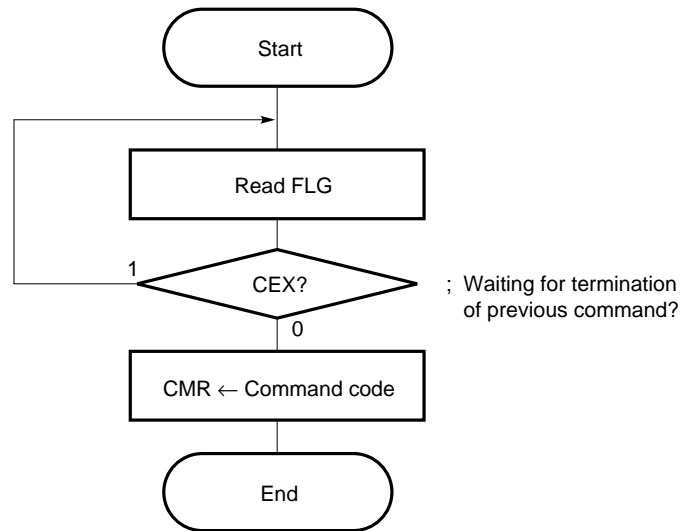 Start
Read FLG
1
CEX?
; Waiting for termination
of previous command?
0
CMR ← Command code
End